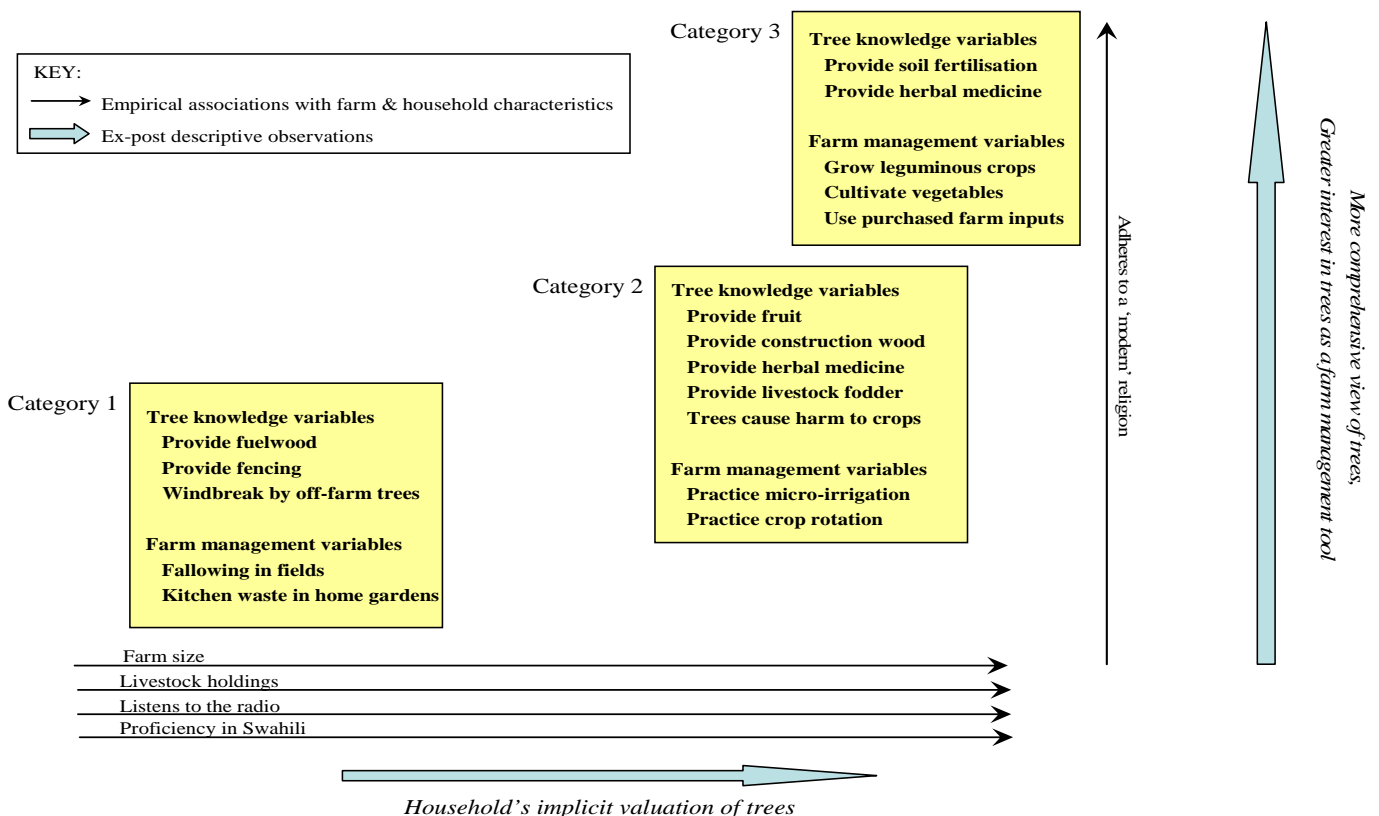 KEY:
Empirical associations with farm & household characteristics
Ex-post descriptive observations
Category 3
Tree knowledge variables
Provide soil fertilisation
Provide herbal medicine
Farm management variables
Grow leguminous crops
Cultivate vegetables
Use purchased farm inputs
Category 2
Tree knowledge variables
Provide fruit
Provide construction wood
Provide herbal medicine
Provide livestock fodder
Trees cause harm to crops
Farm management variables
Practice micro-irrigation
Practice crop rotation
Category 1
Tree knowledge variables
Provide fuelwood
Provide fencing
Windbreak by off-farm trees
Farm management variables
Fallowing in fields
Kitchen waste in home gardens
Adheres to a ‘modern’ religion
More comprehensive view of trees,
Greater interest in trees as a farm management tool
Farm size
Livestock holdings
Listens to the radio
Proficiency in Swahili
Household’s implicit valuation of trees